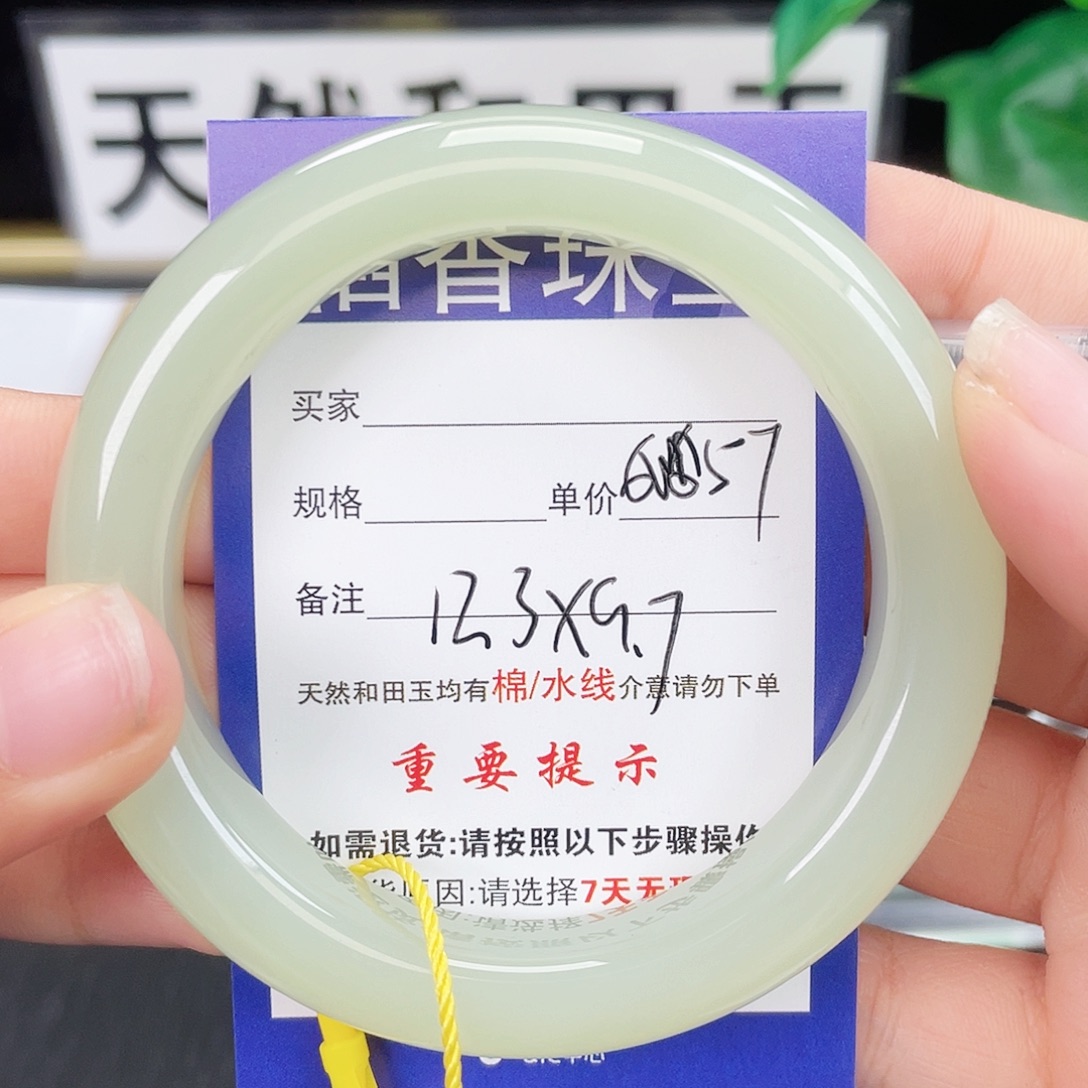 天然和田玉
香珠
买家
规格 单价 57
备注 12.3X9.7
天然和田玉均有棉/水线介意请勿下单
重要提示
如需退货:请按照以下步骤操作
原因:请选择7天无理